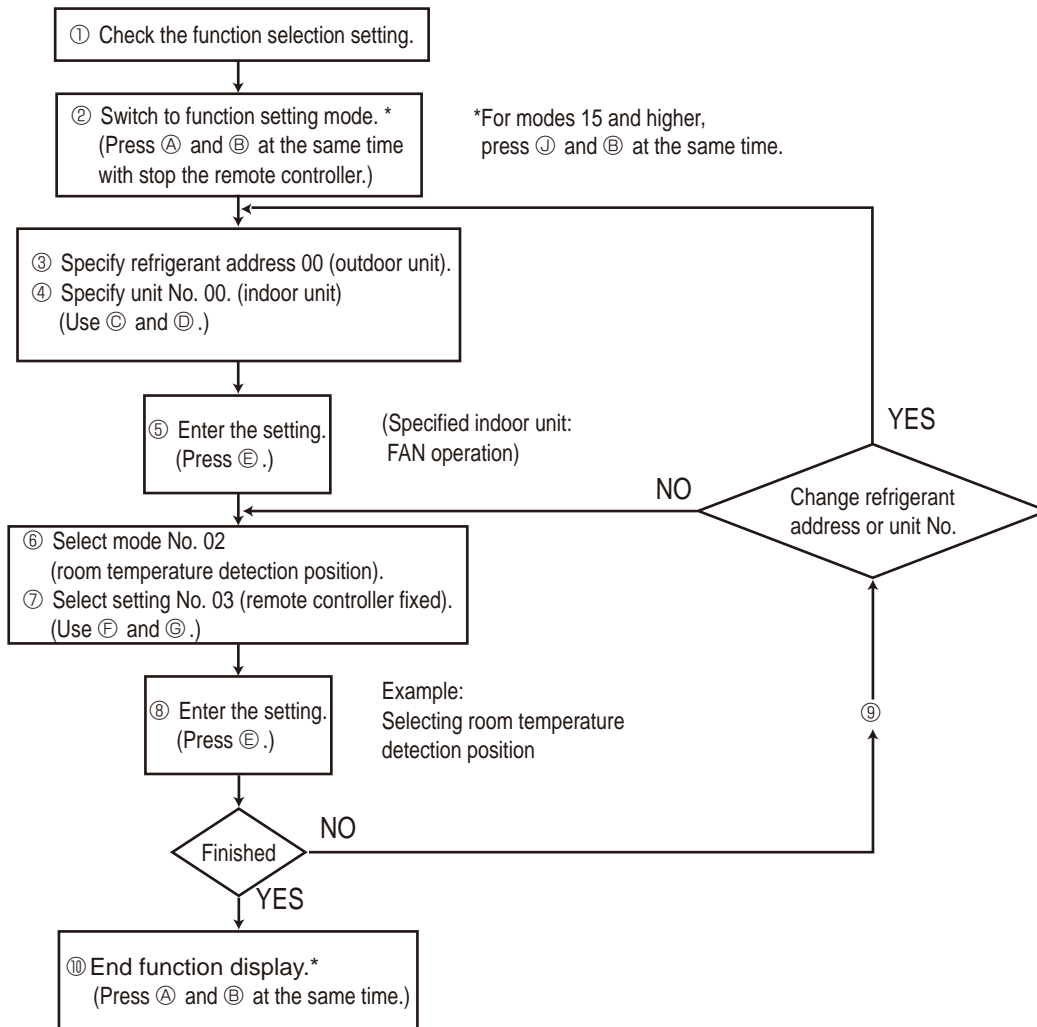 ① Check the function selection setting.
② Switch to function setting mode. *
(Press Ⓐ and Ⓑ at the same time
with stop the remote controller.)
*For modes 15 and higher,
press Ⓙ and Ⓑ at the same time.
③ Specify refrigerant address 00 (outdoor unit).
④ Specify unit No. 00. (indoor unit)
(Use Ⓒ and Ⓓ.)
⑤ Enter the setting.
(Press Ⓔ.)
(Specified indoor unit:
FAN operation)
YES
NO
Change refrigerant
address or unit No.
⑥ Select mode No. 02
(room temperature detection position).
⑦ Select setting No. 03 (remote controller fixed).
(Use Ⓕ and Ⓖ.)
⑧ Enter the setting.
(Press Ⓔ.)
Example:
Selecting room temperature
detection position
⑨
Finished
NO
YES
⑩ End function display.*
(Press Ⓐ and Ⓑ at the same time.)